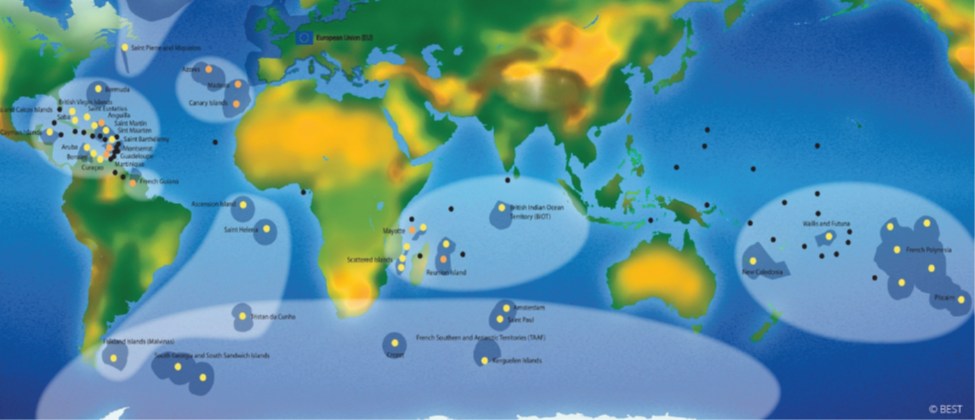 Saint Pierre and Miquelon
European Union (EU)
Azores
Madeira
Canary Islands
Bermuda
British Virgin Islands
and Caicos Islands
Saint Eustatius
Saba
Anguilla
Saint Martin
Sint Maarten
Saint Barthélemy
Cayman Islands
Montserrat
Aruba
Guadeloupe
Bonaire
Martinique
Curaçao
French Guiana
Ascension Island
Saint Helena
Tristan da Cunha
Falkland Islands (Malvinas)
South Georgia and South Sandwich Islands
British Indian Ocean
Territory (BIOT)
Mayotte
Scattered Islands
Reunion Island
Amsterdam
Saint Paul
French Southern and Antarctic Territories (TAAF)
Crozet
Kerguelen Islands
Wallis and Futuna
French Polynesia
New Caledonia
Pitcairn
© BEST